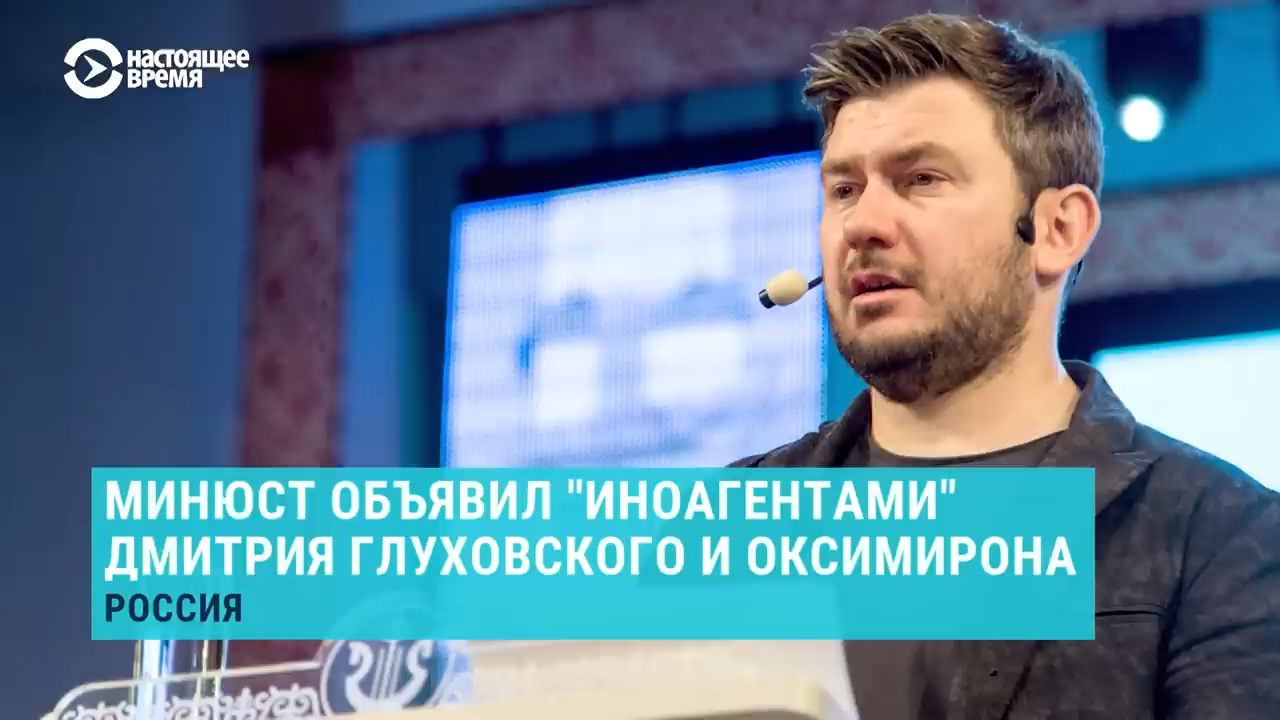 НАСТОЯЩЕЕ
ВРЕМЯ
МИНЮСТ ОБЪЯВИЛ "ИНОАГЕНТАМИ"
ДМИТРИЯ ГЛУХОВСКОГО И ОКСИМИРОНА
РОССИЯ